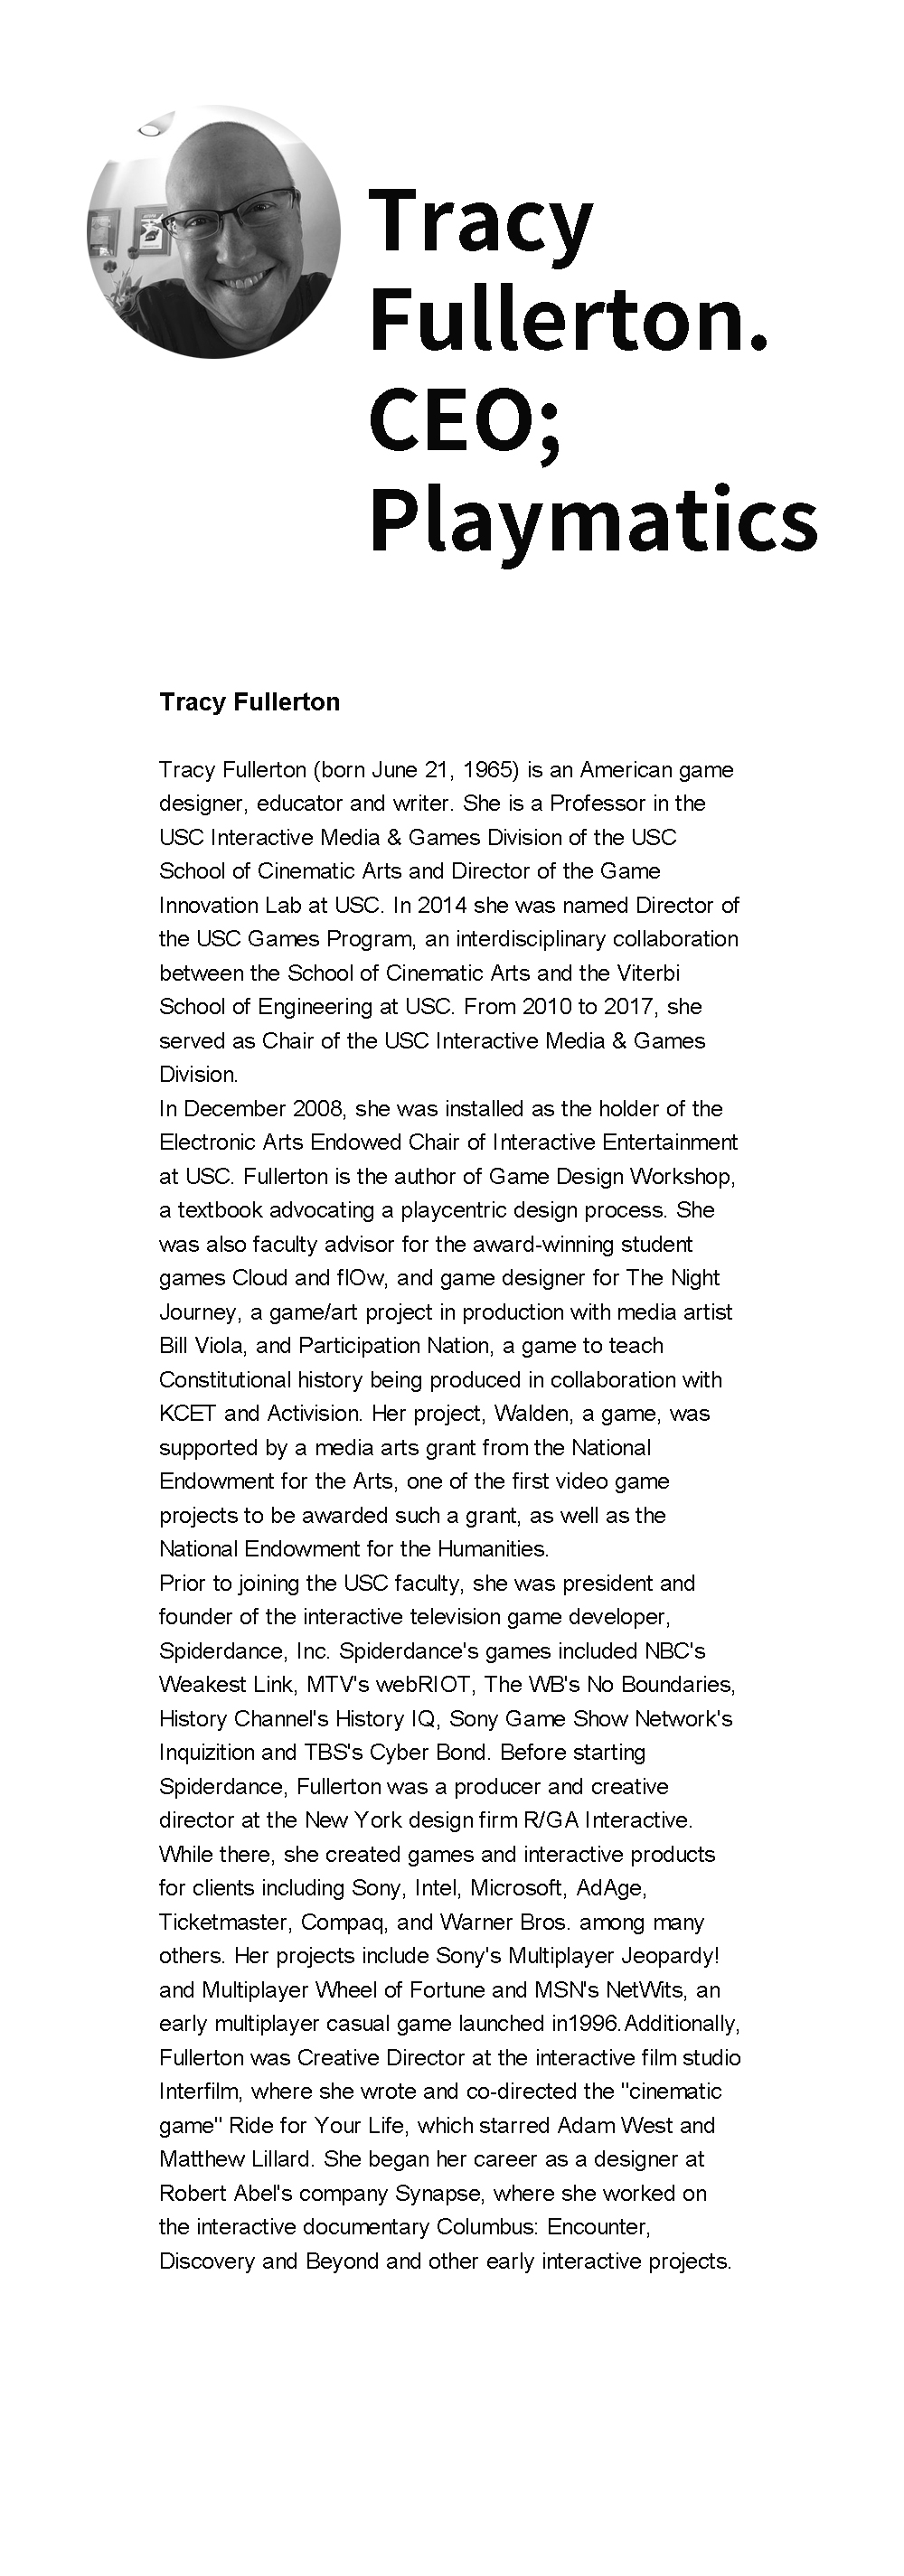 Tracy
Fullerton.
CEO;
Playmatics
Tracy Fullerton
Tracy Fullerton (born June 21, 1965) is an American game
designer, educator and writer. She is a Professor in the
USC Interactive Media & Games Division of the USC
School of Cinematic Arts and Director of the Game
Innovation Lab at USC. In 2014 she was named Director of
the USC Games Program, an interdisciplinary collaboration
between the School of Cinematic Arts and the Viterbi
School of Engineering at USC. From 2010 to 2017, she
served as Chair of the USC Interactive Media & Games
Division.
In December 2008, she was installed as the holder of the
Electronic Arts Endowed Chair of Interactive Entertainment
at USC. Fullerton is the author of Game Design Workshop,
a textbook advocating a playcentric design process. She
was also faculty advisor for the award-winning student
games Cloud and flOw, and game designer for The Night
Journey, a game/art project in production with media artist
Bill Viola, and Participation Nation, a game to teach
Constitutional history being produced in collaboration with
KCET and Activision. Her project, Walden, a game, was
supported by a media arts grant from the National
Endowment for the Arts, one of the first video game
projects to be awarded such a grant, as well as the
National Endowment for the Humanities.
Prior to joining the USC faculty, she was president and
founder of the interactive television game developer,
Spiderdance, Inc. Spiderdance's games included NBC's
Weakest Link, MTV's webRIOT, The WB's No Boundaries,
History Channel's History IQ, Sony Game Show Network's
Inquizition and TBS's Cyber Bond. Before starting
Spiderdance, Fullerton was a producer and creative
director at the New York design firm R/GA Interactive.
While there, she created games and interactive products
for clients including Sony, Intel, Microsoft, AdAge,
Ticketmaster, Compaq, and Warner Bros. among many
others. Her projects include Sony's Multiplayer Jeopardy!
and Multiplayer Wheel of Fortune and MSN's NetWits, an
early multiplayer casual game launched in1996.Additionally,
Fullerton was Creative Director at the interactive film studio
Interfilm, where she wrote and co-directed the "cinematic
game" Ride for Your Life, which starred Adam West and
Matthew Lillard. She began her career as a designer at
Robert Abel's company Synapse, where she worked on
the interactive documentary Columbus: Encounter,
Discovery and Beyond and other early interactive projects.